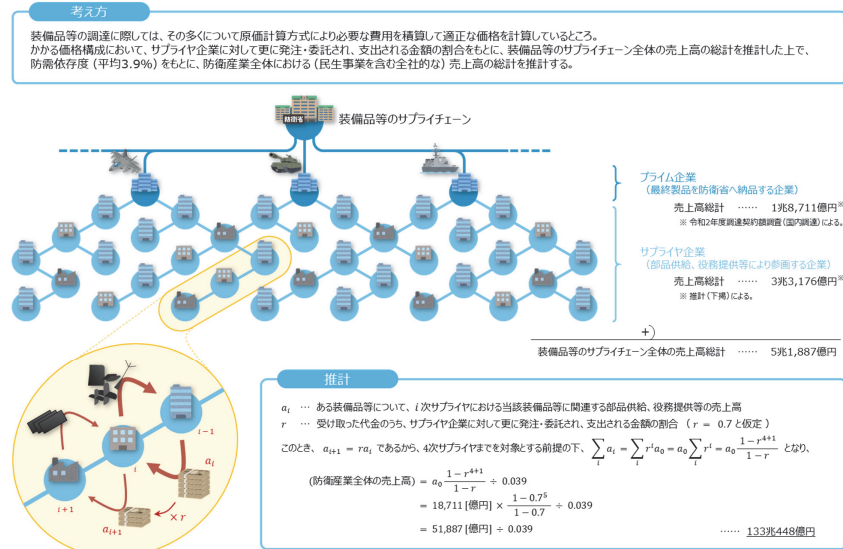 考え方
装備品等の調達に際しては、その多くについて原価計算方式により必要な費用を積算して適正な価格を計算しているところ。
かかる価格構成において、サプライヤ企業に対して更に発注・委託され、支出される金額の割合をもとに、装備品等のサプライチェーン全体の売上高の総計を推計した上で、
防需依存度(平均3.9%)をもとに、防衛産業全体における(民生事業を含む全社的な)売上高の総計を推計する。
防衛省
装備品等のサプライチェーン
プライム企業
(最終製品を防衛省へ納品する企業)
売上高総計 …… 1兆8,711億円※
※ 令和2年度調達契約額調査(国内調達)による。
サプライヤ企業
(部品供給、役務提供等により参画する企業)
売上高総計 …… 3兆3,176億円※
※ 推計(下掲)による。
+)
装備品等のサプライチェーン全体の売上高総計 …… 5兆1,887億円
i − 1
i
i + 1
a_i
× r
a_{i+1}
推計
a_i … ある装備品等について、i 次サプライヤにおける当該装備品等に関連する部品供給、役務提供等の売上高
r … 受け取った代金のうち、サプライヤ企業に対して更に発注・委託され、支出される金額の割合 ( r = 0.7 と仮定 )
このとき、 a_{i+1} = ra_i であるから、4次サプライヤまでを対象とする前提の下、 ∑_i a_i = ∑_i r^i a_0 = a_0 ∑_i r^i = a_0 \frac{1 − r^{4+1}}{1 − r} となり、
(防衛産業全体の売上高) = a_0 \frac{1 − r^{4+1}}{1 − r} ÷ 0.039
= 18,711 [億円] × \frac{1 − 0.7^5}{1 − 0.7} ÷ 0.039
= 51,887 [億円] ÷ 0.039 …… 133兆448億円